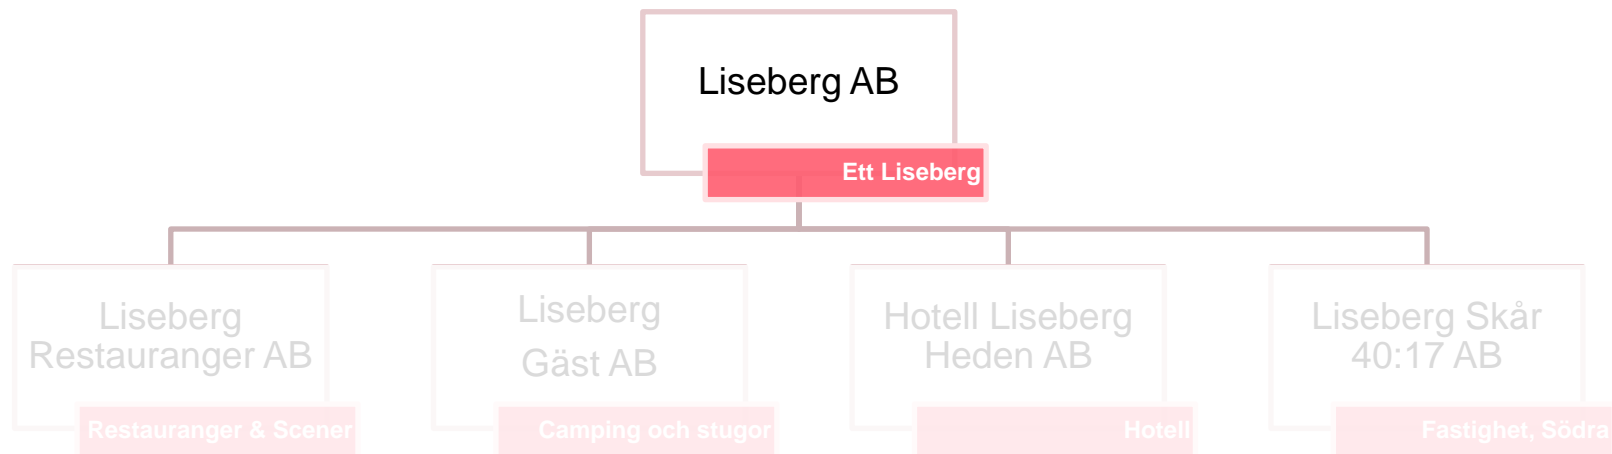 Liseberg AB
Ett Liseberg
Liseberg
Restauranger AB
Restauranger & Scener
Liseberg
Gäst AB
Camping och stugor
Hotell Liseberg
Heden AB
Hotell
Liseberg Skår
40:17 AB
Fastighet, Södra